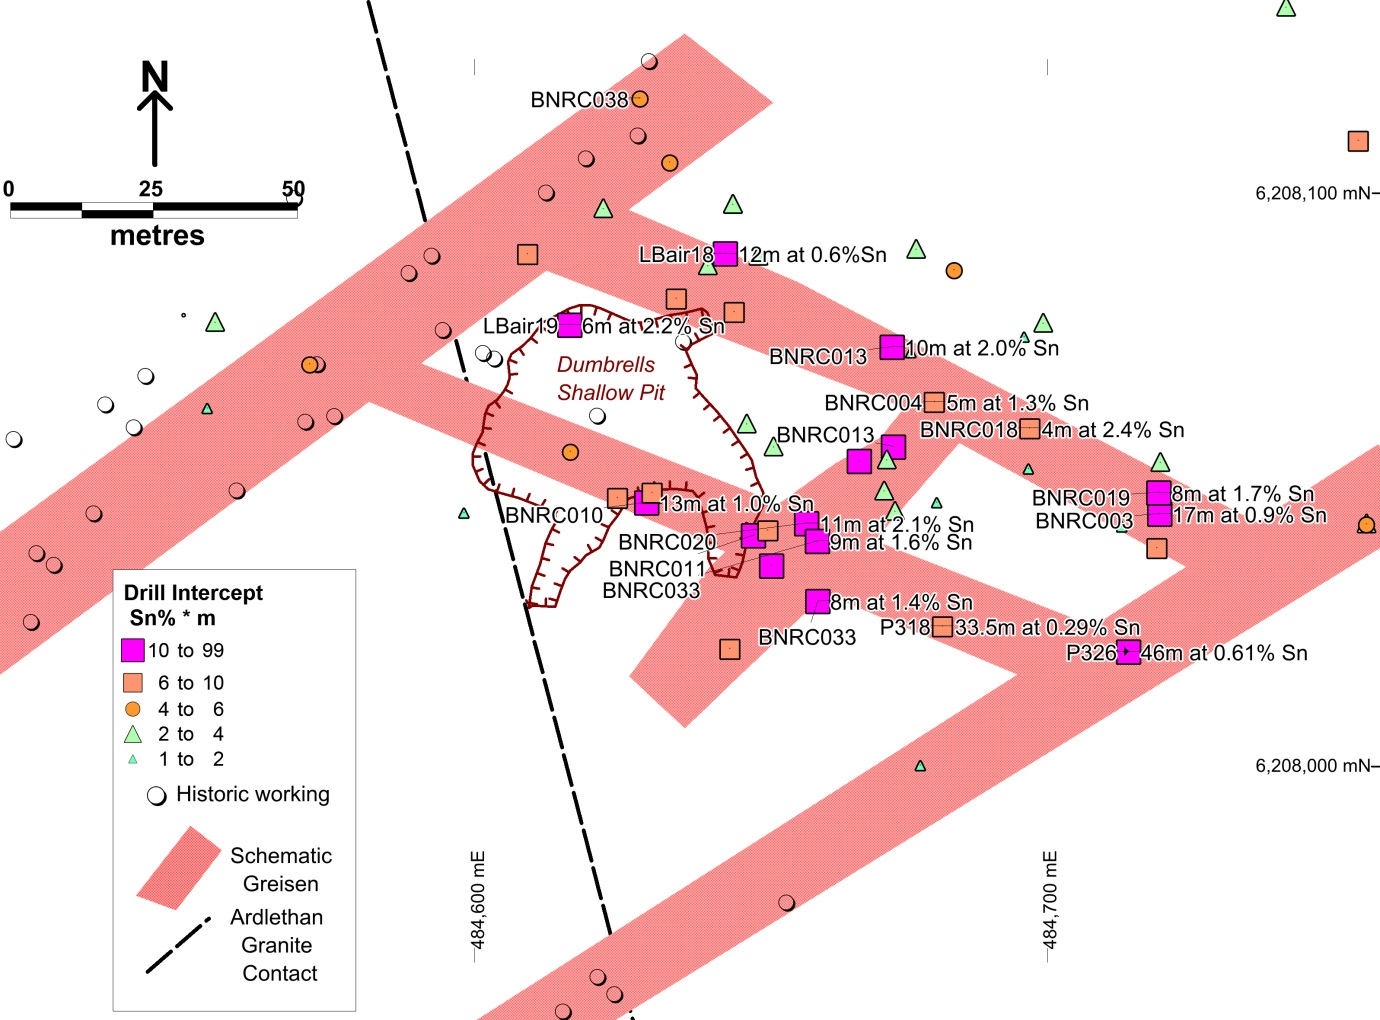 N
BNRC038
0 25 50
metres
6,208,100 mN
LBair18 12m at 0.6%Sn
LBair19 6m at 2.2% Sn
BNRC013 10m at 2.0% Sn
Dumbrells
Shallow Pit
BNRC004 5m at 1.3% Sn
BNRC018 4m at 2.4% Sn
BNRC013
BNRC019 8m at 1.7% Sn
BNRC003 17m at 0.9% Sn
BNRC010 13m at 1.0% Sn
11m at 2.1% Sn
BNRC020 9m at 1.6% Sn
BNRC011
BNRC033
8m at 1.4% Sn
BNRC033
P318 33.5m at 0.29% Sn
P326 46m at 0.61% Sn
Drill Intercept
Sn% * m
10 to 99
6 to 10
4 to 6
2 to 4
1 to 2
Historic working
Schematic
Greisen
Ardlethan
Granite
Contact
6,208,000 mN
484,600 mE
484,700 mE